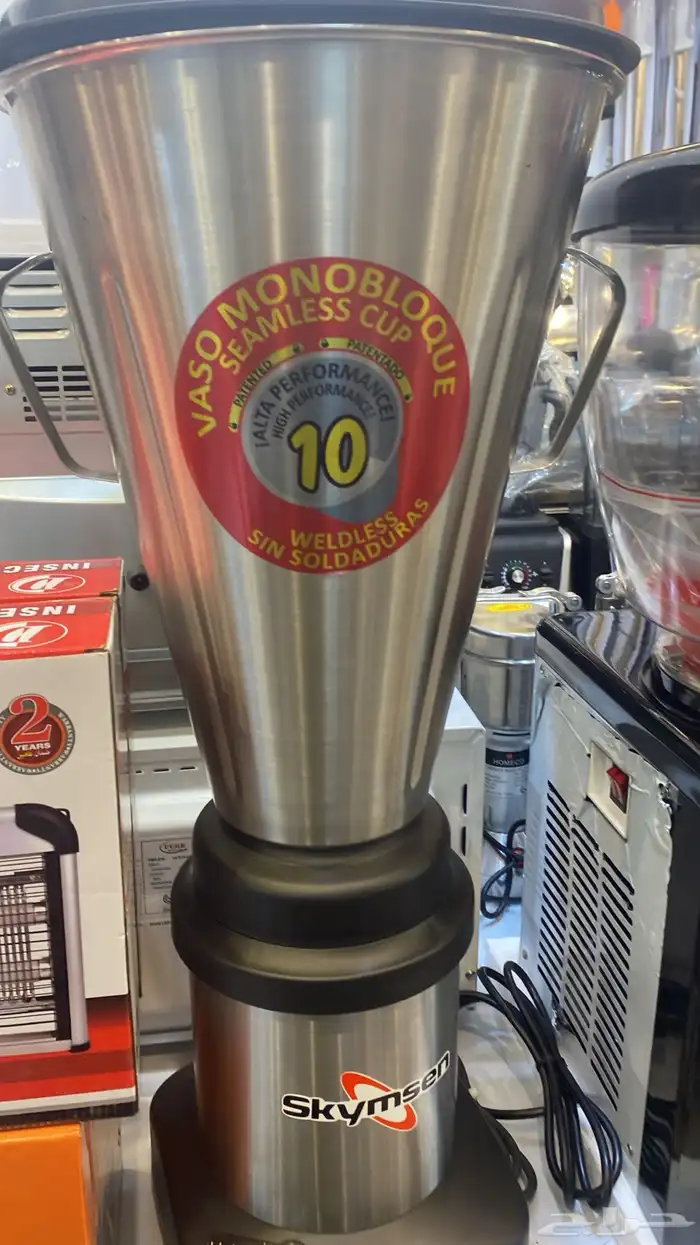 VASO MONOBLOQUE
SEAMLESS CUP
PATENTED
PATENTADO
¡ALTA PERFORMANCE!
HIGH PERFORMANCE!
10
WELDLESS
SIN SOLDADURAS
Skymsen
INSEC
INSEC
2
YEARS
HOMECO
حراج